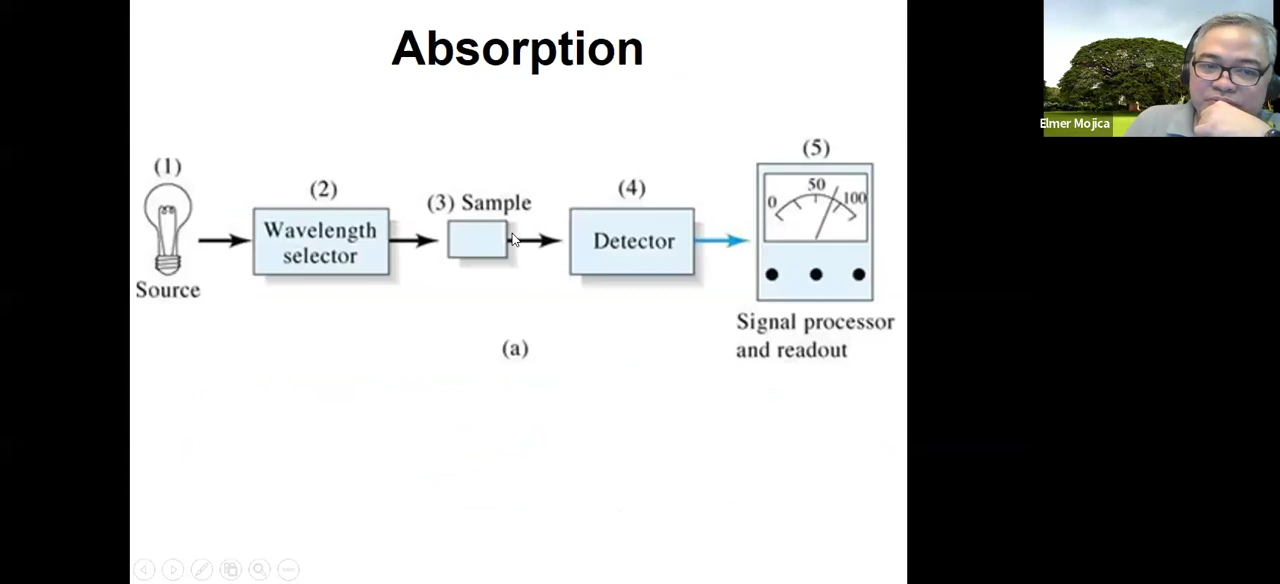 Absorption
Elmer Mojica
(1)
(2)
(3) Sample
(4)
(5)
Wavelength
selector
Detector
0
50
100
Source
Signal processor
and readout
(a)